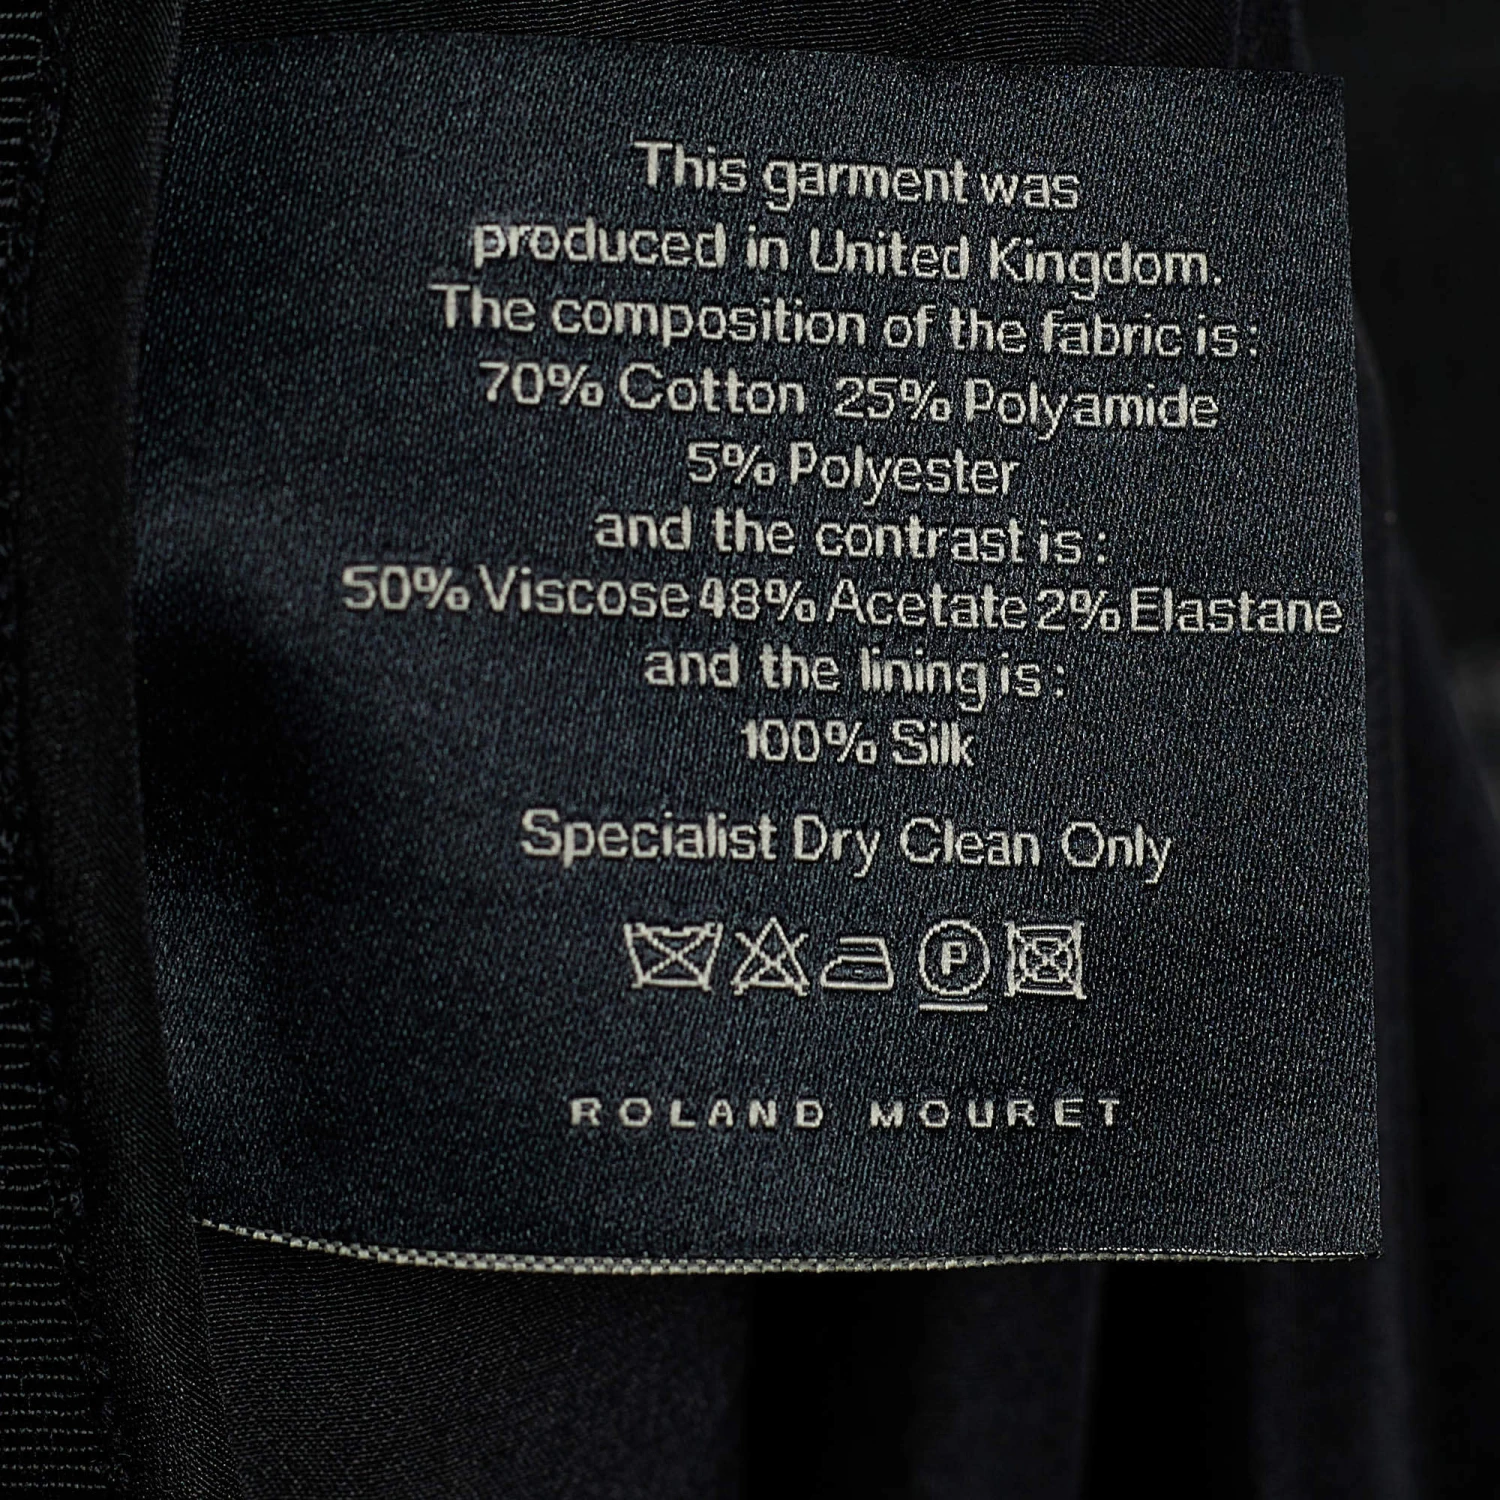 This garment was
produced in United Kingdom.
The composition of the fabric is:
70% Cotton 25% Polyamide
5% Polyester
and the contrast is:
50% Viscose 48% Acetate 2% Elastane
and the lining is:
100% Silk
Specialist Dry Clean Only
P
ROLAND MOURET